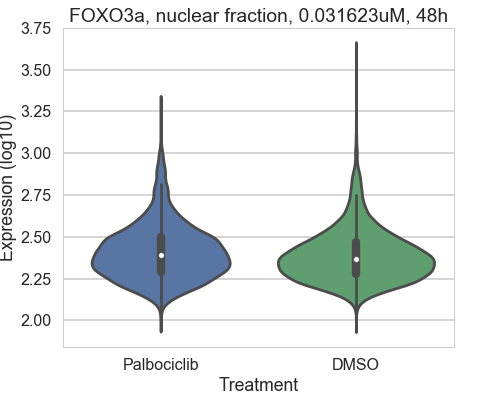 FOXO3a, nuclear fraction, 0.031623uM, 48h
3.75
3.50
3.25
3.00
2.75
2.50
2.25
2.00
Expression (log10)
Palbociclib DMSO
Treatment